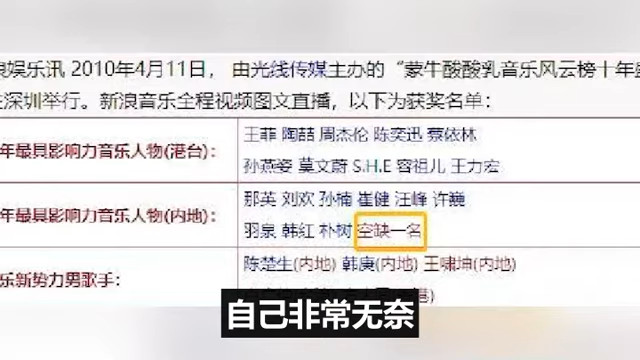 浪娱乐讯 2010年4月11日， 由光线传媒主办的“蒙牛酸酸乳音乐风云榜十年盛
在深圳举行。新浪音乐全程视频图文直播，以下为获奖名单：
年最具影响力音乐人物(港台)：
王菲 陶喆 周杰伦 陈奕迅 蔡依林
孙燕姿 莫文蔚 S.H.E 容祖儿 王力宏
年最具影响力音乐人物(内地)：
那英 刘欢 孙楠 崔健 汪峰 许巍
羽泉 韩红 朴树 空缺一名
乐新势力男歌手：
陈楚生(内地) 韩庚(内地) 王啸坤(内地)
自己非常无奈